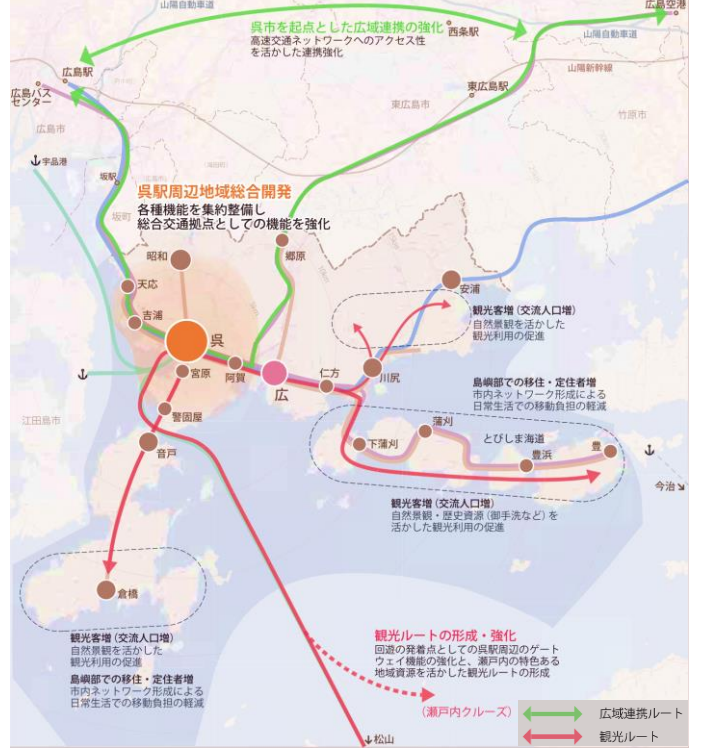 山陽自動車道
広島空港
呉市を起点とした広域連携の強化
高速交通ネットワークへのアクセス性
を活かした連携強化
西条駅
山陽自動車道
広島駅
広島バス
センター
山陽新幹線
東広島駅
東広島市
竹原市
広島市
宇品港
坂駅
坂町
呉駅周辺地域総合開発
各種機能を集約整備し
総合交通拠点としての機能を強化
昭和
郷原
天応
安浦
吉浦
観光客増（交流人口増）
自然景観を活かした
観光利用の促進
呉
宮原
阿賀
広
仁方
川尻
島嶼部での移住・定住者増
市内ネットワーク形成による
日常生活での移動負担の軽減
江田島市
警固屋
音戸
蒲刈
下蒲刈
とびしま海道
豊浜
豊
今治
観光客増（交流人口増）
自然景観・歴史資源（御手洗など）を
活かした観光利用の促進
倉橋
観光客増（交流人口増）
自然景観を活かした
観光利用の促進
島嶼部での移住・定住者増
市内ネットワーク形成による
日常生活での移動負担の軽減
観光ルートの形成・強化
回遊の発着点としての呉駅周辺のゲート
ウェイ機能の強化と、瀬戸内の特色ある
地域資源を活かした観光ルートの形成
（瀬戸内クルーズ）
松山
広域連携ルート
観光ルート